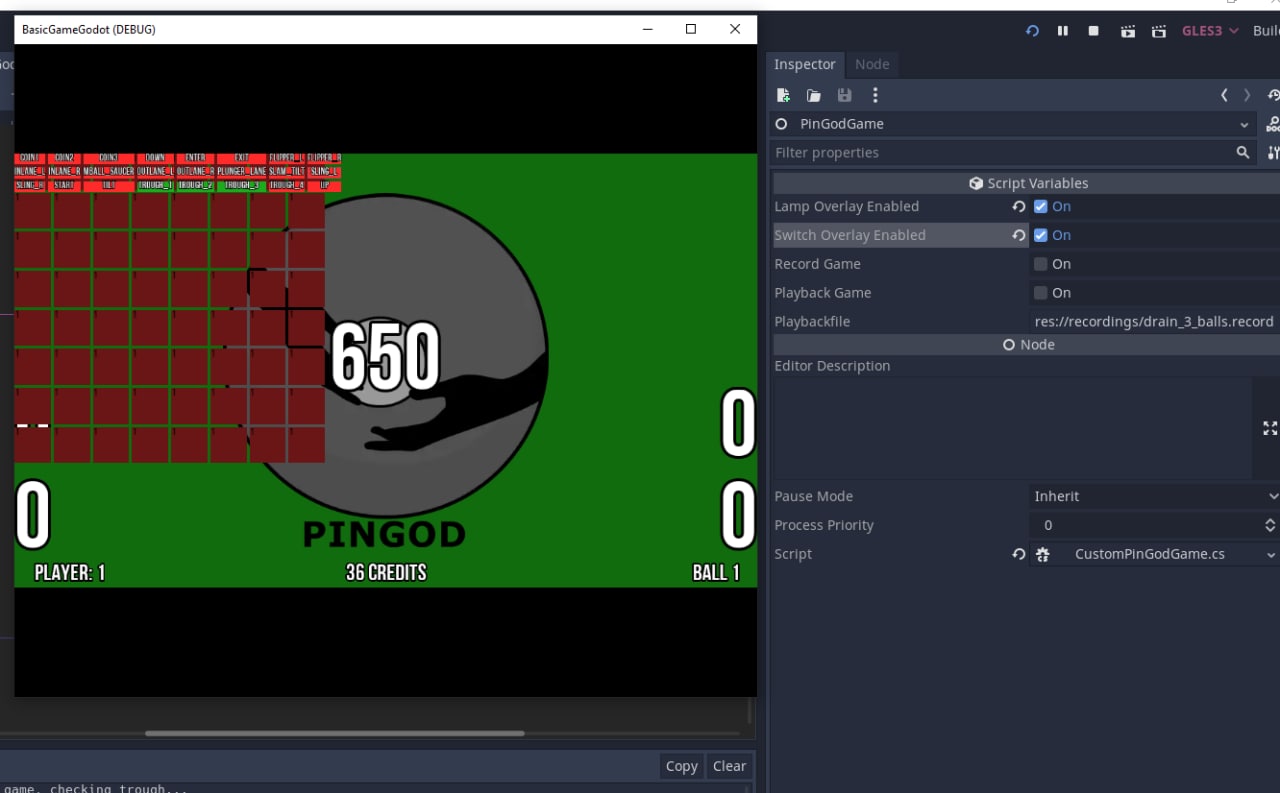 BasicGameGodot (DEBUG)
GLES3
Inspector
Node
PinGodGame
Filter properties
Script Variables
Lamp Overlay Enabled
On
Switch Overlay Enabled
On
Record Game
On
Playback Game
On
Playbackfile
res://recordings/drain_3_balls.record
Node
Editor Description
Pause Mode
Inherit
Process Priority
0
Script
CustomPinGodGame.cs
COIN1 COIN2 COIN3 DOWN ENTER EXIT FLIPPER_L FLIPPER_R
INLANE_L INLANE_R MBALL_SAUCER OUTLANE_L OUTLANE_R PLUNGER_LANE SLAM_TILT SLING_L
SLING_R START TILT TROUGH_1 TROUGH_2 TROUGH_3 TROUGH_4 UP
650
0
0
0
PINGOD
PLAYER: 1
36 CREDITS
BALL 1
Copy
Clear
game, checking trough...